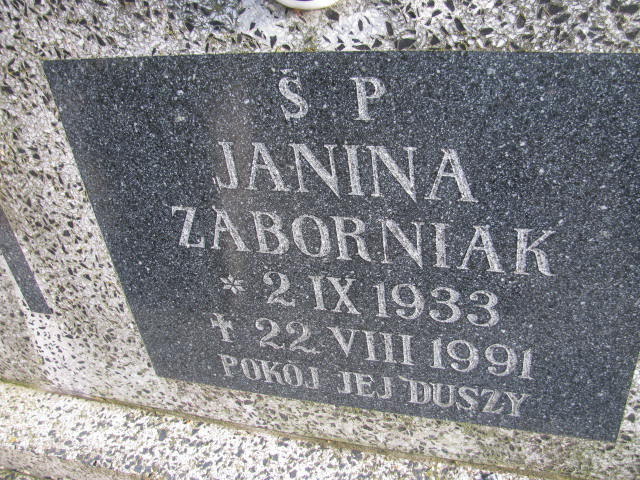 Ś P
JANINA
ZABORNIAK
* 2 IX 1933
✝ 22 VIII 1991
POKÓJ JEJ DUSZY